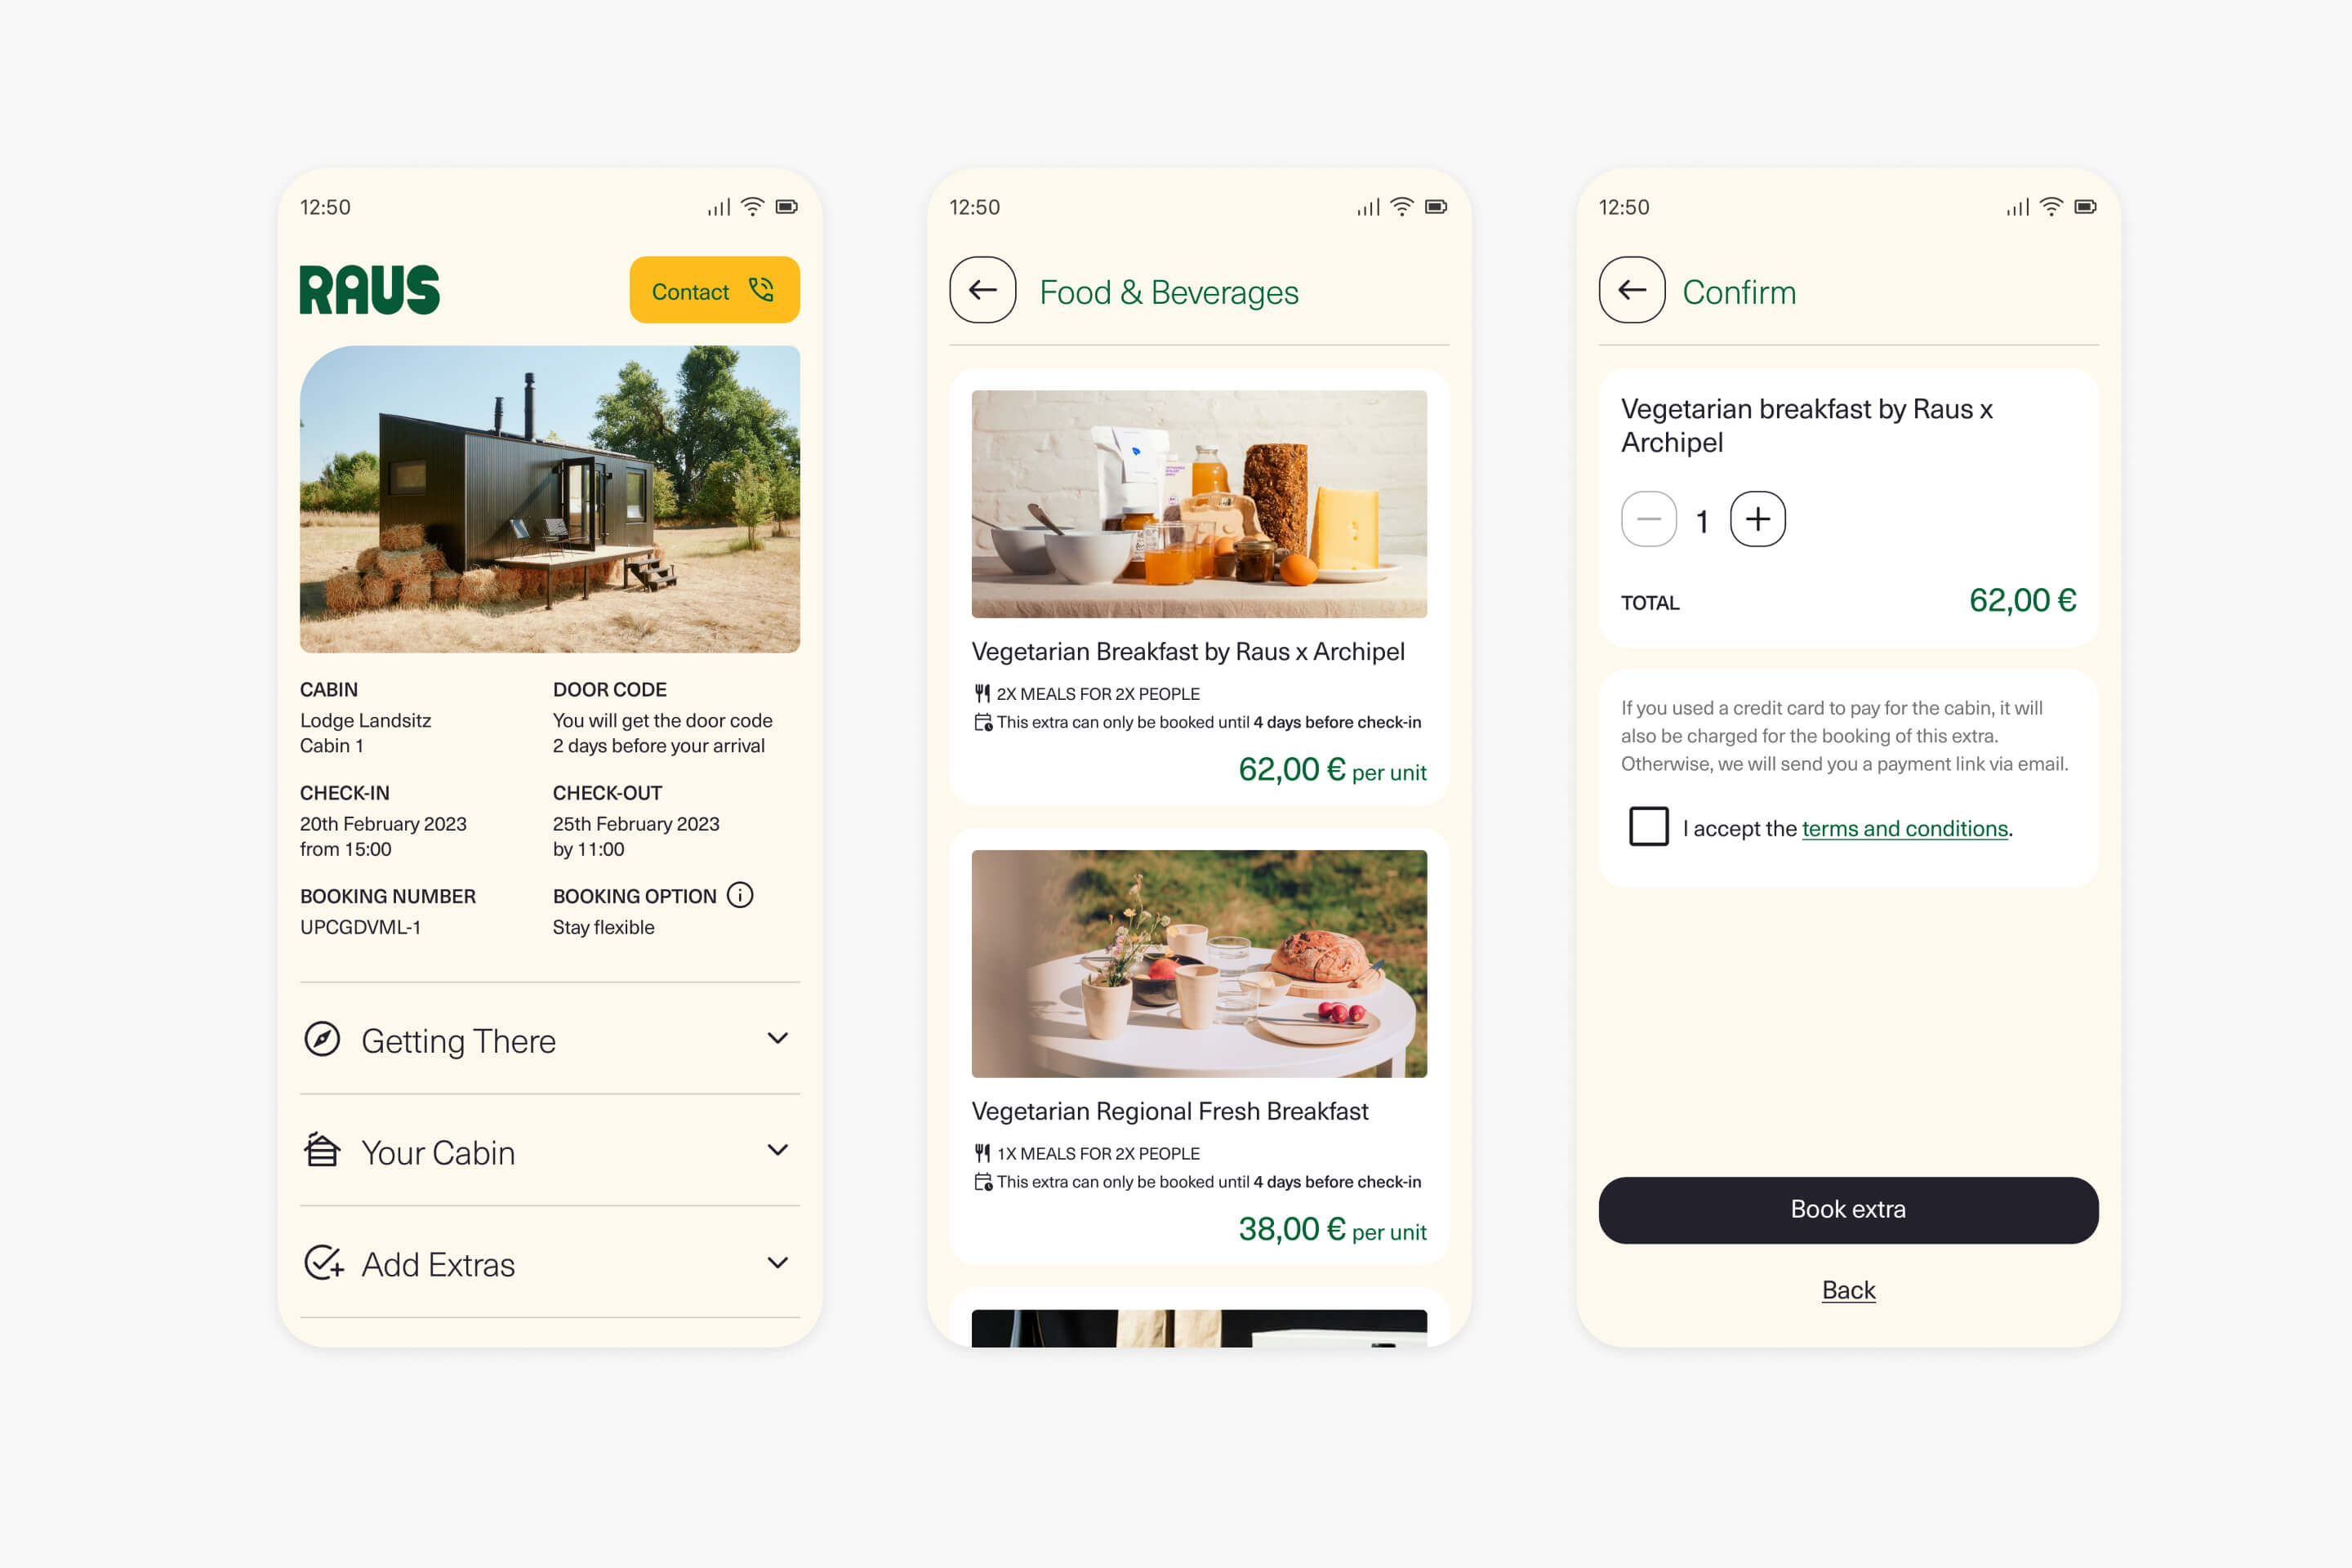 12:50
RAUS
Contact
CABIN
Lodge Landsitz
Cabin 1
DOOR CODE
You will get the door code
2 days before your arrival
CHECK-IN
20th February 2023
from 15:00
CHECK-OUT
25th February 2023
by 11:00
BOOKING NUMBER
UPCGDVML-1
BOOKING OPTION
Stay flexible
Getting There
Your Cabin
Add Extras
12:50
Food & Beverages
Vegetarian Breakfast by Raus x Archipel
2X MEALS FOR 2X PEOPLE
This extra can only be booked until 4 days before check-in
62,00 € per unit
Vegetarian Regional Fresh Breakfast
1X MEALS FOR 2X PEOPLE
This extra can only be booked until 4 days before check-in
38,00 € per unit
12:50
Confirm
Vegetarian breakfast by Raus x
Archipel
1
TOTAL 62,00 €
If you used a credit card to pay for the cabin, it will
also be charged for the booking of this extra.
Otherwise, we will send you a payment link via email.
I accept the terms and conditions.
Book extra
Back